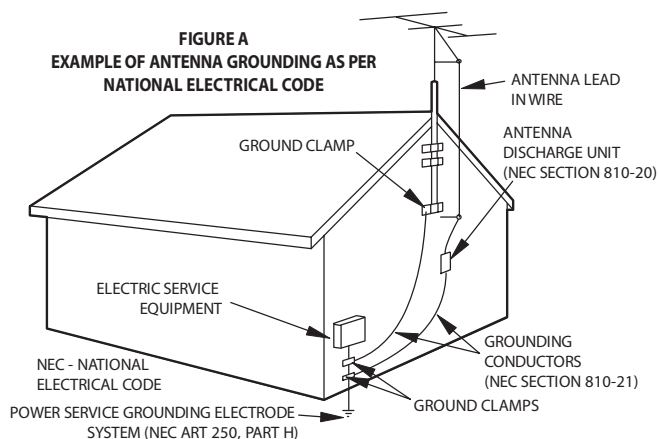 FIGURE A
EXAMPLE OF ANTENNA GROUNDING AS PER
NATIONAL ELECTRICAL CODE
ANTENNA LEAD
IN WIRE
GROUND CLAMP
ANTENNA
DISCHARGE UNIT
(NEC SECTION 810-20)
ELECTRIC SERVICE
EQUIPMENT
GROUNDING
CONDUCTORS
(NEC SECTION 810-21)
NEC - NATIONAL
ELECTRICAL CODE
GROUND CLAMPS
POWER SERVICE GROUNDING ELECTRODE
SYSTEM (NEC ART 250, PART H)